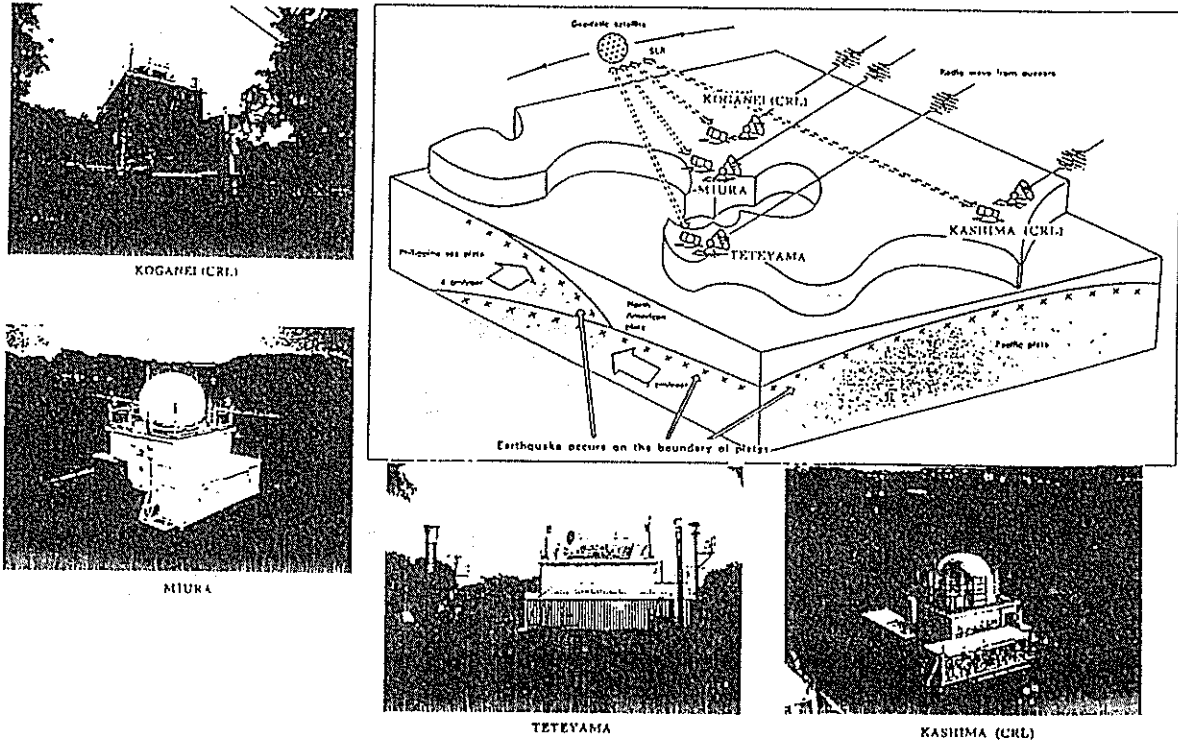 Geodetic satellite
SLR
Radio wave from quasars
KOGANEI (CRL)
MIURA
KASHIMA (CRL)
TETEYAMA
Philippine sea plate
North
American
plate
Pacific plate
Earthquake occurs on the boundary of plates
KOGANEI (CRL)
MIURA
TETEYAMA
KASHIMA (CRL)